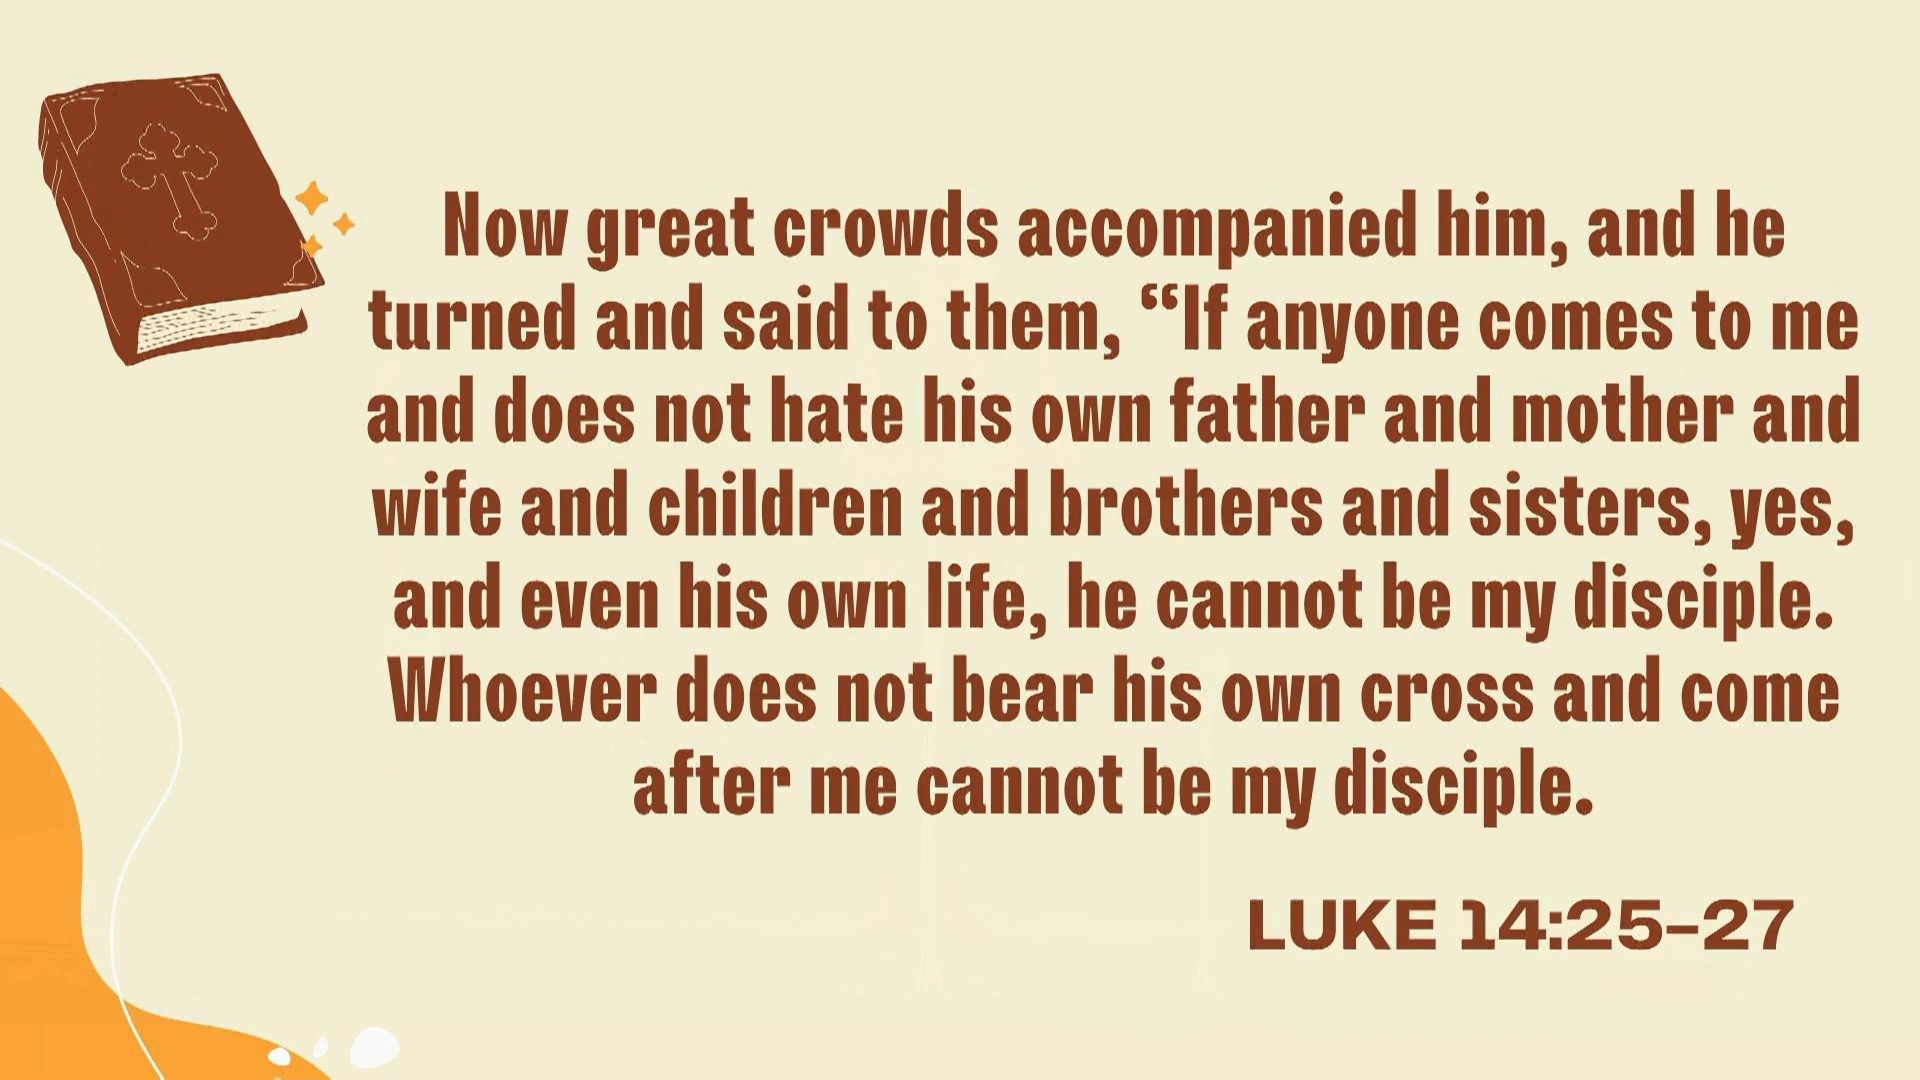 Now great crowds accompanied him, and he
turned and said to them, “If anyone comes to me
and does not hate his own father and mother and
wife and children and brothers and sisters, yes,
and even his own life, he cannot be my disciple.
Whoever does not bear his own cross and come
after me cannot be my disciple.
LUKE 14:25–27